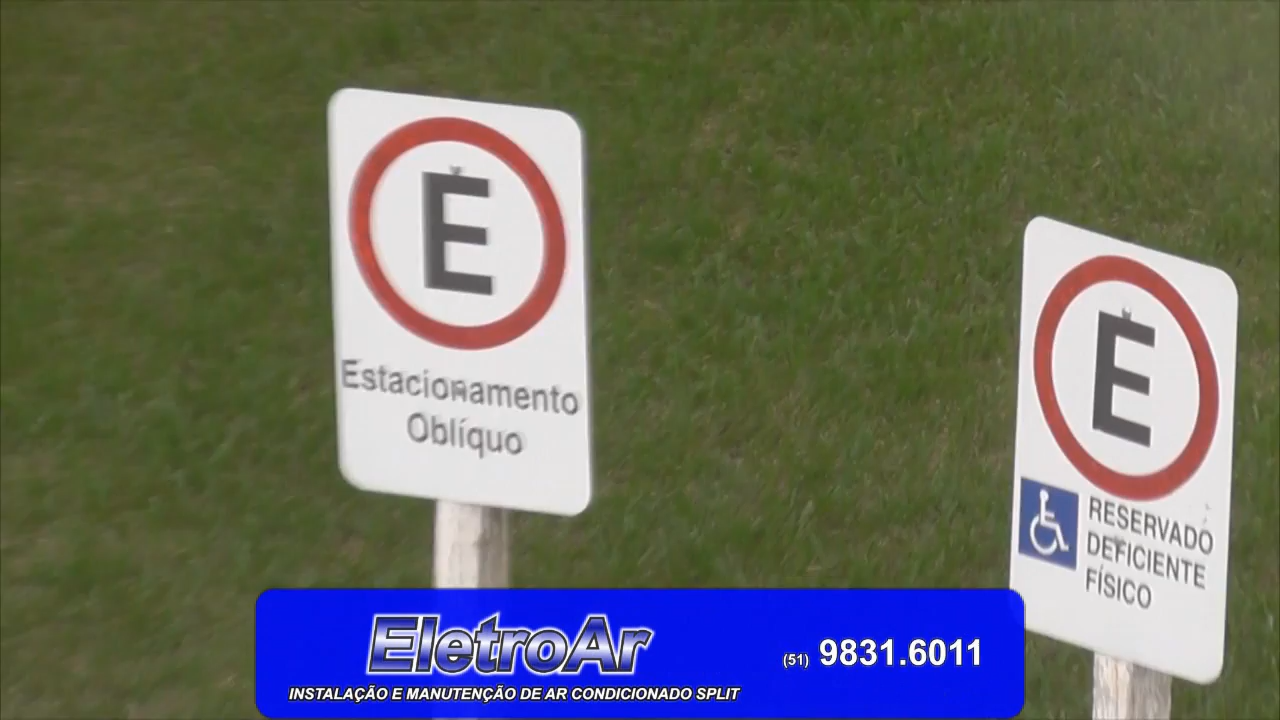 E
Estacionamento
Oblíquo
E
RESERVADO
DEFICIENTE
FÍSICO
EletroAr
INSTALAÇÃO E MANUTENÇÃO DE AR CONDICIONADO SPLIT
(51) 9831.6011